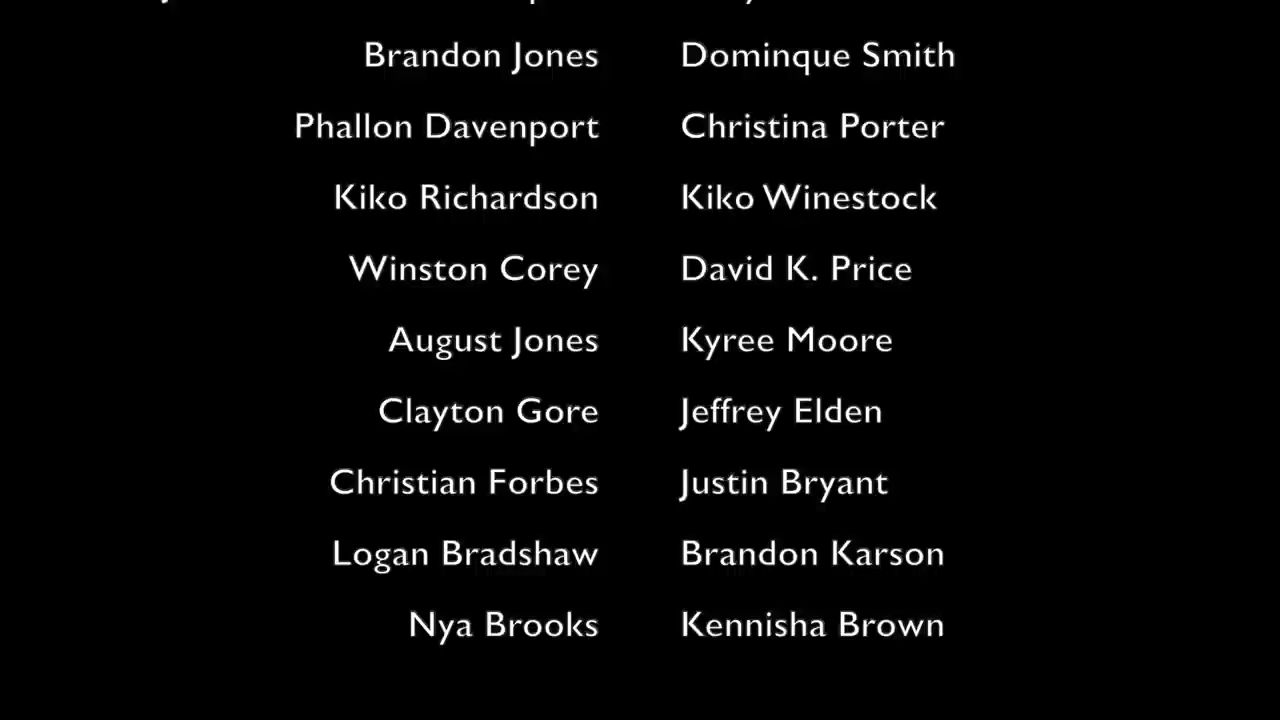 Brandon Jones Dominque Smith
Phallon Davenport Christina Porter
Kiko Richardson Kiko Winestock
Winston Corey David K. Price
August Jones Kyree Moore
Clayton Gore Jeffrey Elden
Christian Forbes Justin Bryant
Logan Bradshaw Brandon Karson
Nya Brooks Kennisha Brown